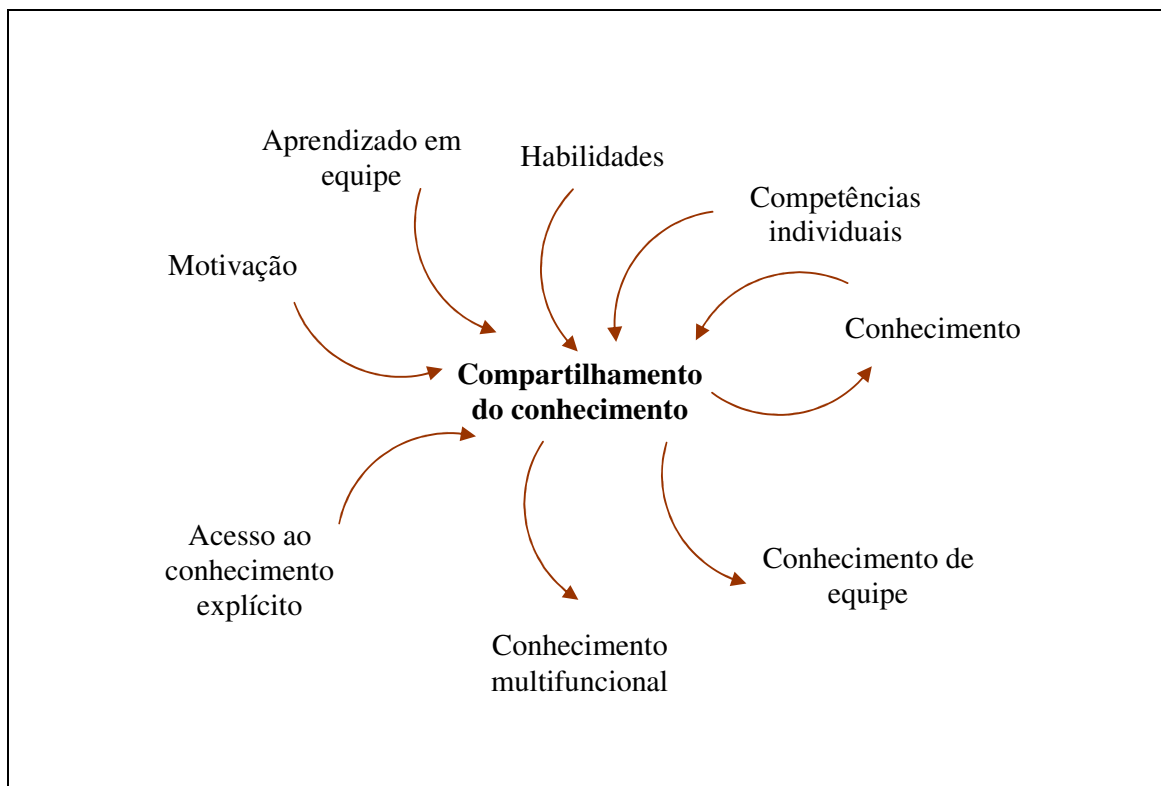 Aprendizado em
equipe
Habilidades
Competências
individuais
Motivação
Conhecimento
Compartilhamento
do conhecimento
Acesso ao
conhecimento
explícito
Conhecimento de
equipe
Conhecimento
multifuncional